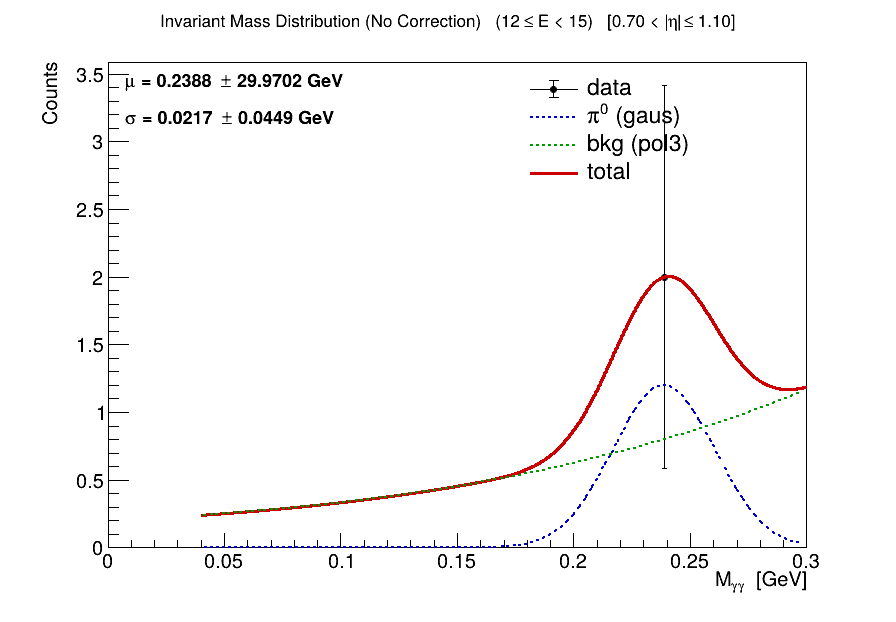 Invariant Mass Distribution (No Correction) (12 ≤ E < 15) [0.70 < |η| ≤ 1.10]
Counts
μ = 0.2388 ± 29.9702 GeV
σ = 0.0217 ± 0.0449 GeV
data
π⁰ (gaus)
bkg (pol3)
total
3.5
3
2.5
2
1.5
1
0.5
0
0 0.05 0.1 0.15 0.2 0.25 0.3
Mγγ [GeV]